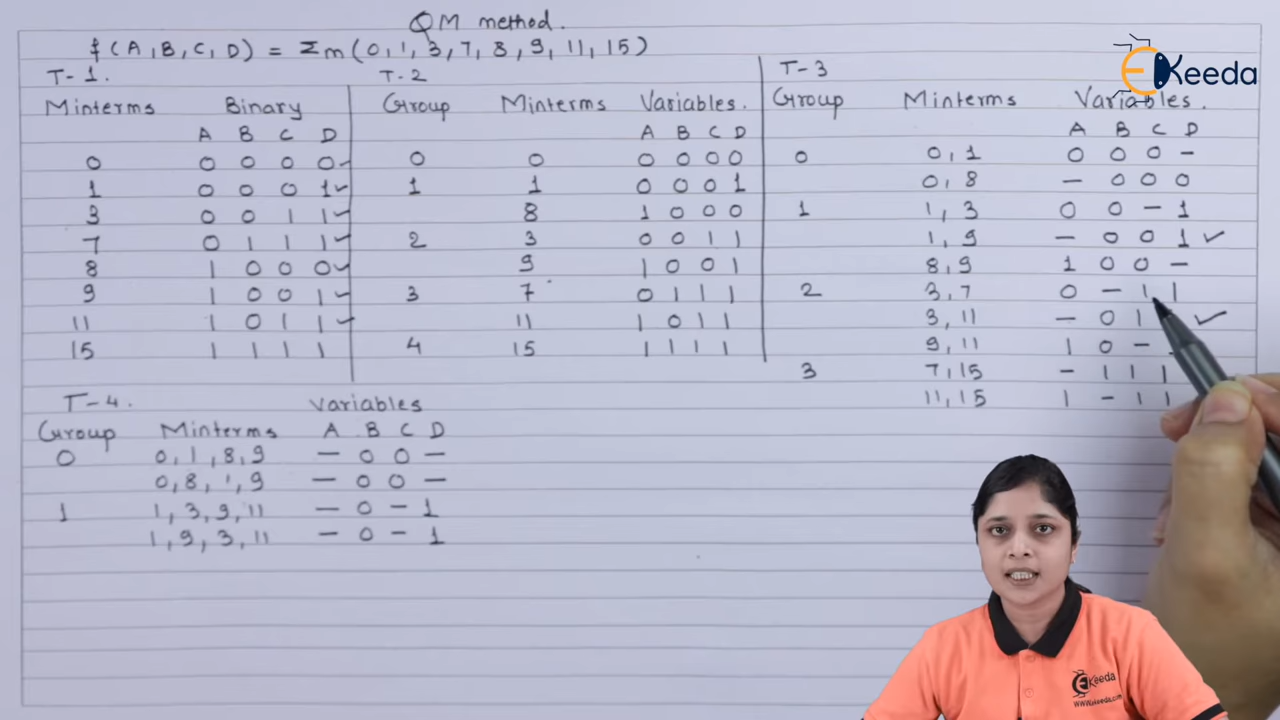 QM method.
f(A,B,C,D) = Σm(0,1,3,7,8,9,11,15)
T-1.
Minterms Binary
A B C D
0 0 0 0 0 ✓
1 0 0 0 1 ✓
3 0 0 1 1 ✓
7 0 1 1 1 ✓
8 1 0 0 0 ✓
9 1 0 0 1 ✓
11 1 0 1 1 ✓
15 1 1 1 1
T-2
Group Minterms Variables.
A B C D
0 0 0 0 0 0
1 1 0 0 0 1
8 1 0 0 0
2 3 0 0 1 1
9 1 0 0 1
3 7 0 1 1 1
11 1 0 1 1
4 15 1 1 1 1
T-3
Group Minterms Variables.
A B C D
0 0,1 0 0 0 -
0,8 - 0 0 0
1 1,3 0 0 - 1
1,9 - 0 0 1 ✓
8,9 1 0 0 -
2 3,7 0 - 1 1
3,11 - 0 1 ✓
9,11 1 0 -
3 7,15 - 1 1 1
11,15 1 - 1 1
T-4.
Variables
Group Minterms A B C D
0 0,1,8,9 - 0 0 -
0,8,1,9 - 0 0 -
1 1,3,9,11 - 0 - 1
1,9,3,11 - 0 - 1
Ekeeda
Ekeeda
www.ekeeda.com